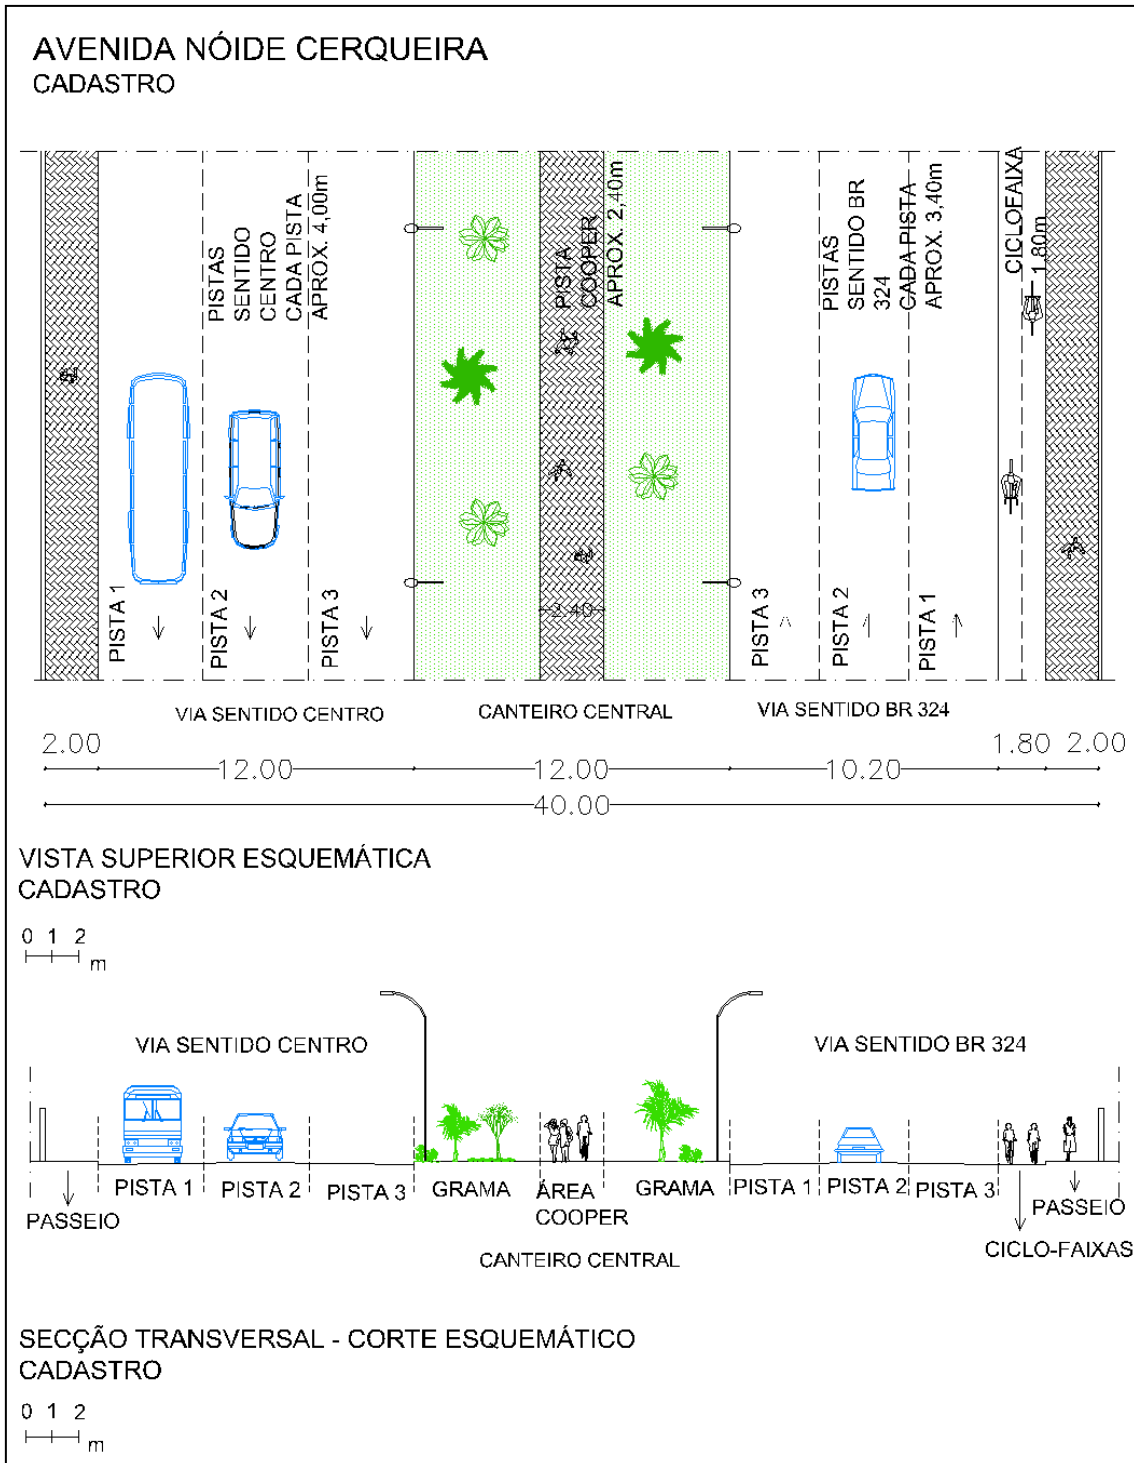 AVENIDA NÓIDE CERQUEIRA
CADASTRO
PISTAS
SENTIDO
CENTRO
CADA PISTA
APROX. 4,00m
PISTA
COOPER
APROX. 2,40m
PISTAS
SENTIDO BR
324
CADA PISTA
APROX. 3,40m
CICLOFAIXA
1.80m
PISTA 1
PISTA 2
PISTA 3
2.40
PISTA 3
PISTA 2
PISTA 1
VIA SENTIDO CENTRO
CANTEIRO CENTRAL
VIA SENTIDO BR 324
2.00
12.00
12.00
10.20
1.80
2.00
40.00
VISTA SUPERIOR ESQUEMÁTICA
CADASTRO
0 1 2
m
VIA SENTIDO CENTRO
VIA SENTIDO BR 324
PISTA 1
PISTA 2
PISTA 3
GRAMA
ÁREA
COOPER
GRAMA
PISTA 1
PISTA 2
PISTA 3
PASSEIO
PASSEIO
CICLO-FAIXAS
CANTEIRO CENTRAL
SECÇÃO TRANSVERSAL - CORTE ESQUEMÁTICO
CADASTRO
0 1 2
m